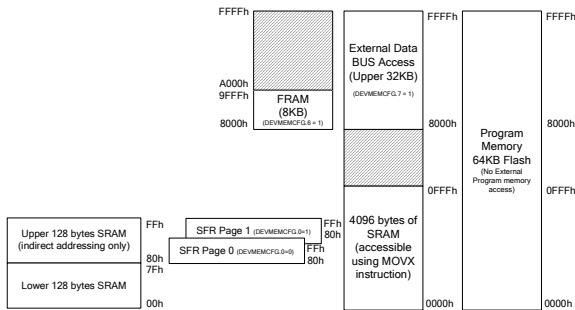 FFFFh
FFFFh
FFFFh
External Data
BUS Access
(Upper 32KB)
(DEVMEMCFG.7 = 1)
A000h
9FFFh
FRAM
(8KB)
(DEVMEMCFG.6 = 1)
8000h
8000h
8000h
Program
Memory
64KB Flash
(No External
Program memory
access)
0FFFh
0FFFh
4096 bytes of
SRAM
(accessible
using MOVX
instruction)
0000h
0000h
SFR Page 1 (DEVMEMCFG.0=1)
FFh
80h
SFR Page 0 (DEVMEMCFG.0=0)
FFh
80h
Upper 128 bytes SRAM
(indirect addressing only)
FFh
80h
7Fh
Lower 128 bytes SRAM
00h